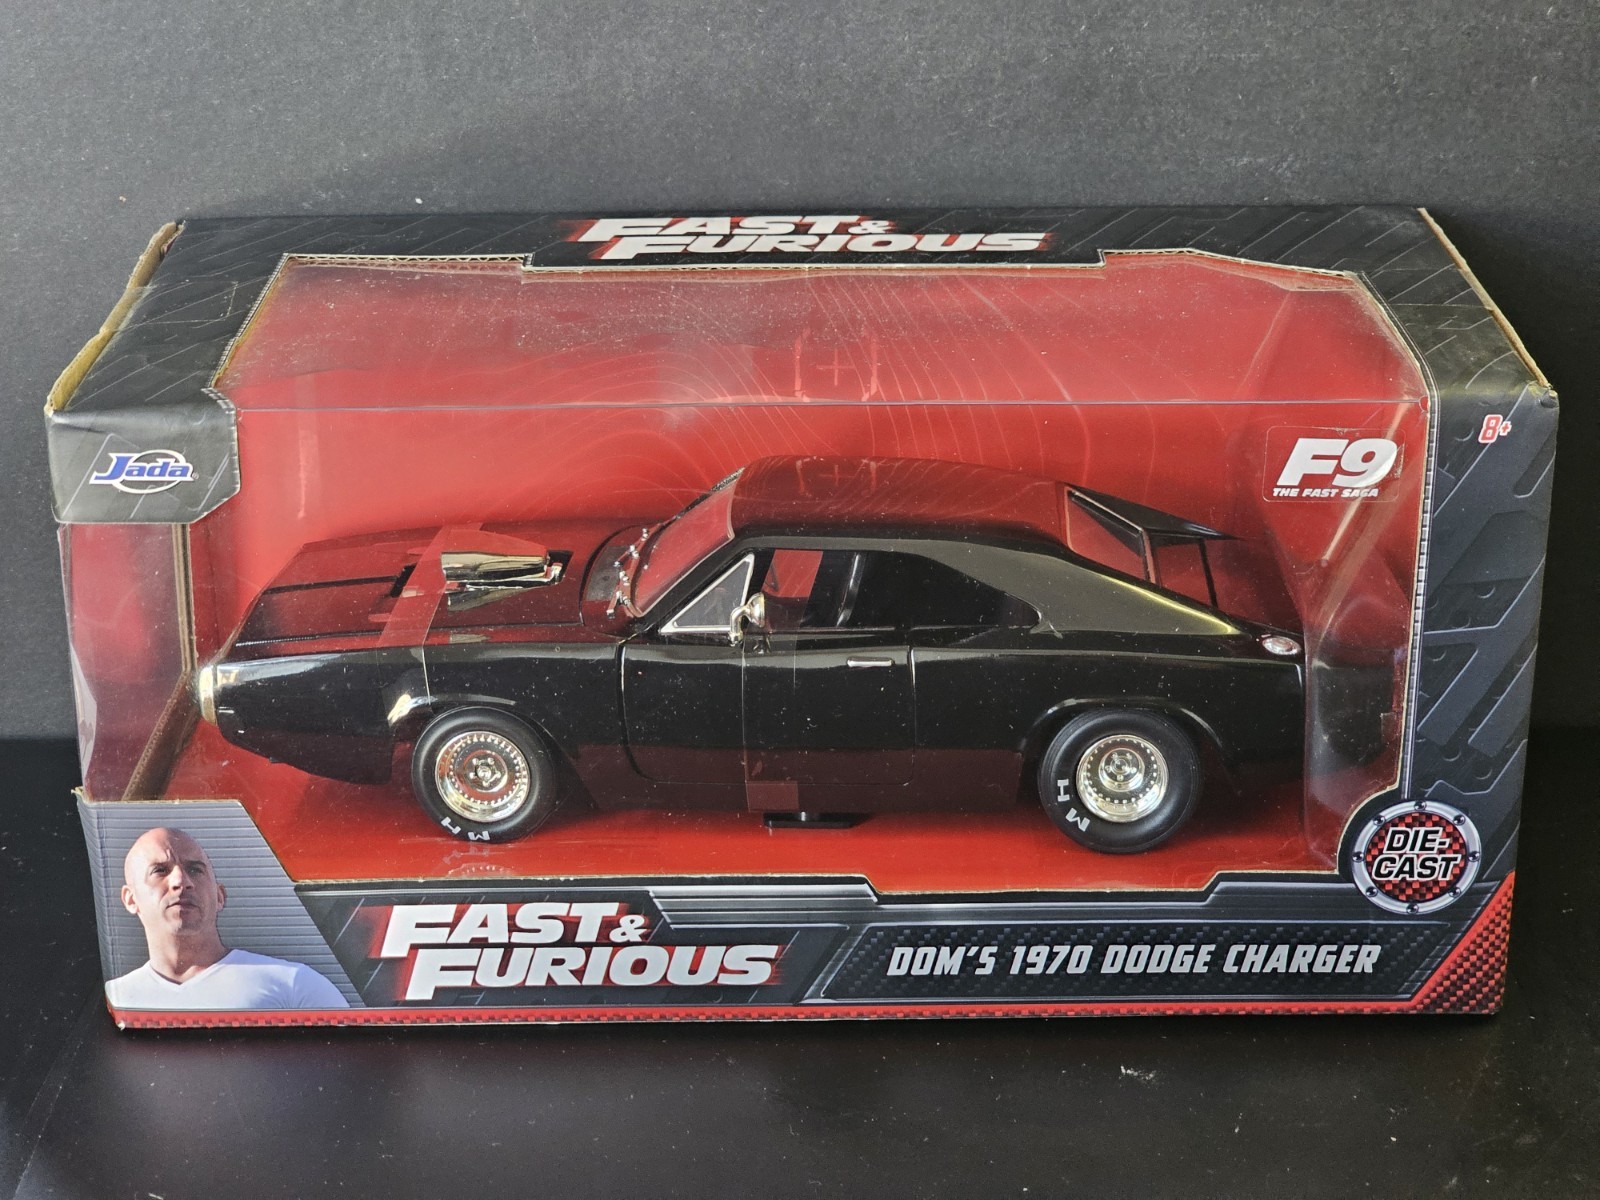 FAST &
FURIOUS
8+
Jada
F9
THE FAST SAGA
H
M
H
M
DIE-
CAST
FAST &
FURIOUS
DOM'S 1970 DODGE CHARGER